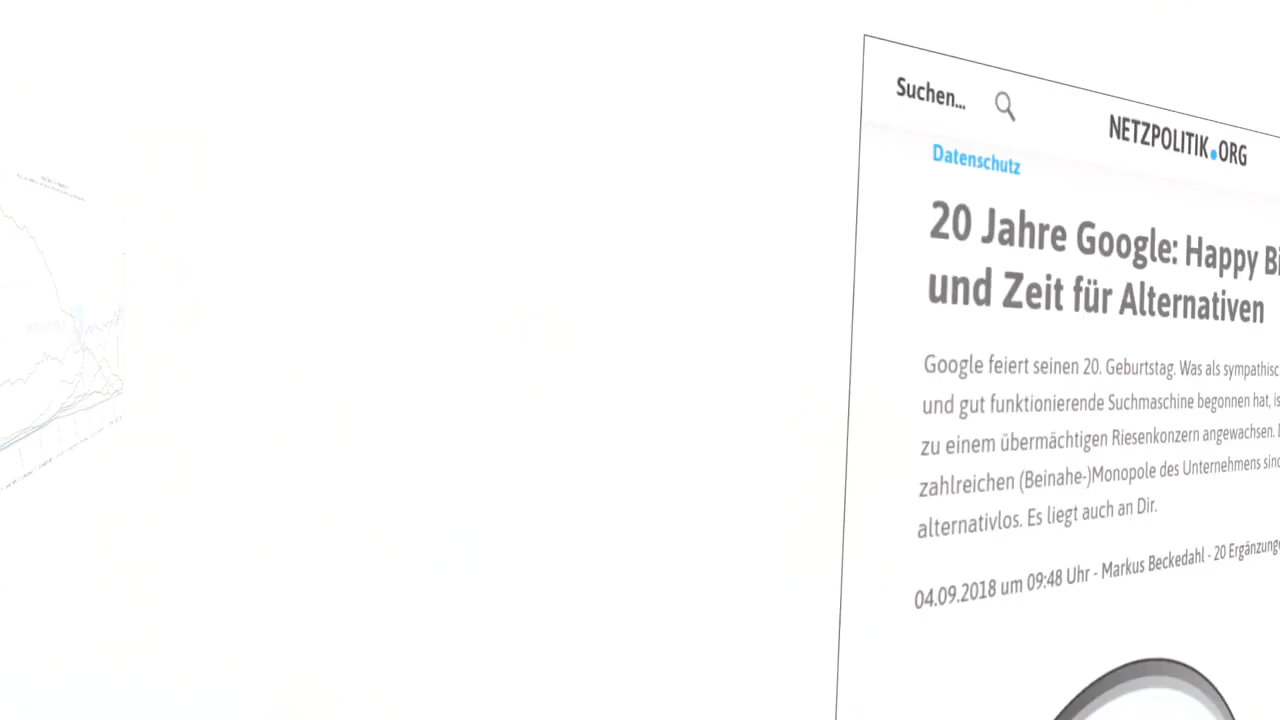 Suchen...
NETZPOLITIK.ORG
Datenschutz
20 Jahre Google: Happy
und Zeit für Alternativen
Google feiert seinen 20. Geburtstag. Was als
und gut funktionierende Suchmaschine begonnen hat,
zu einem übermächtigen Riesenkonzern angewachsen.
zahlreichen (Beinahe-)Monopole des Unternehmens
alternativlos. Es liegt auch an Dir.
04.09.2018 um 09:48 Uhr - Markus Beckedahl - 20